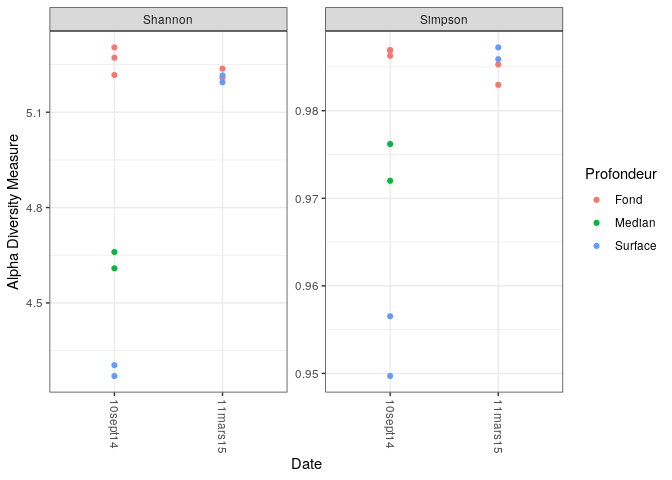 Shannon
Simpson
Alpha Diversity Measure
5.1
4.8
4.5
0.98
0.97
0.96
0.95
10sept14
11mars15
10sept14
11mars15
Date
Profondeur
Fond
Median
Surface